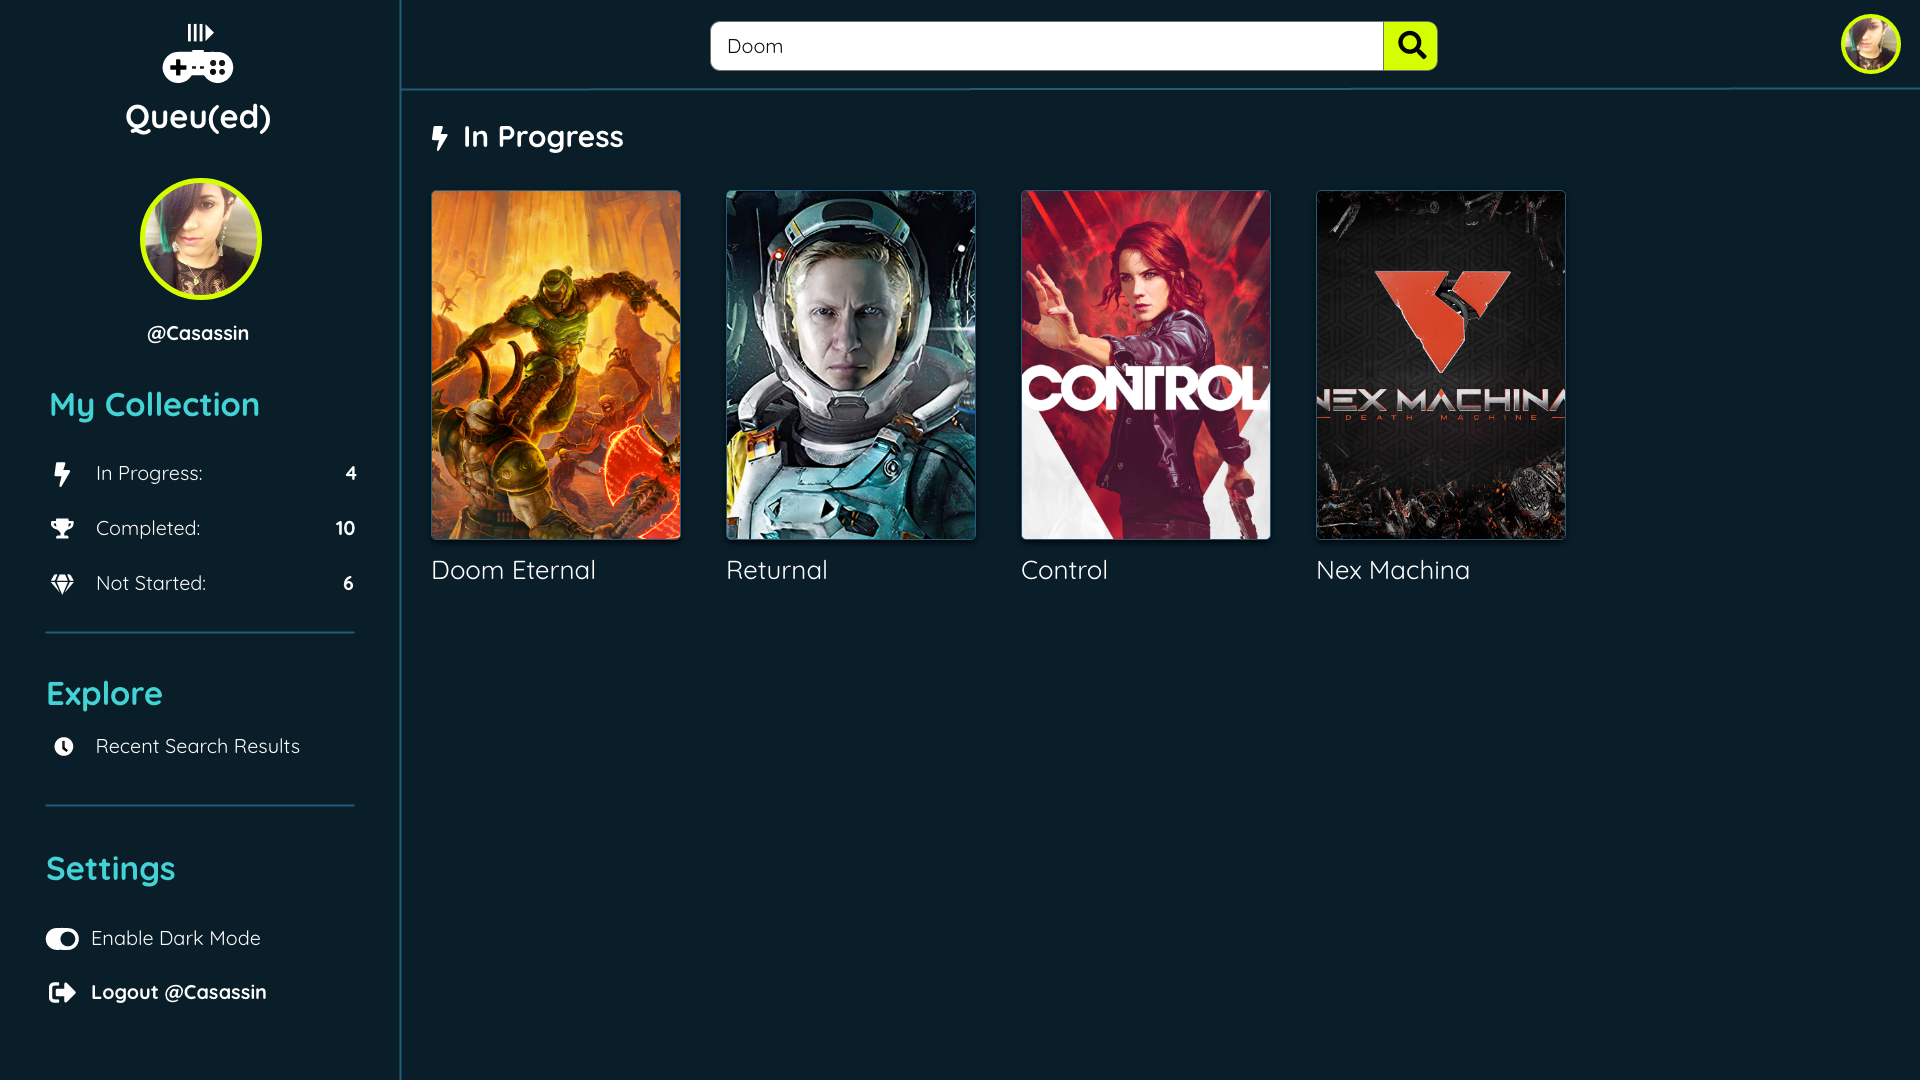 Queu(ed)
@Casassin
My Collection
In Progress: 4
Completed: 10
Not Started: 6
Explore
Recent Search Results
Settings
Enable Dark Mode
Logout @Casassin
Doom
In Progress
CONTROL
NEX MACHINA
DEATH MACHINE
Doom Eternal
Returnal
Control
Nex Machina